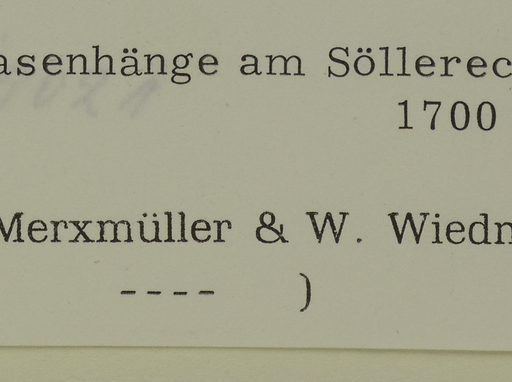 asenhänge am Söllerec
1700
Merxmüller & W. Wiedn
---- )